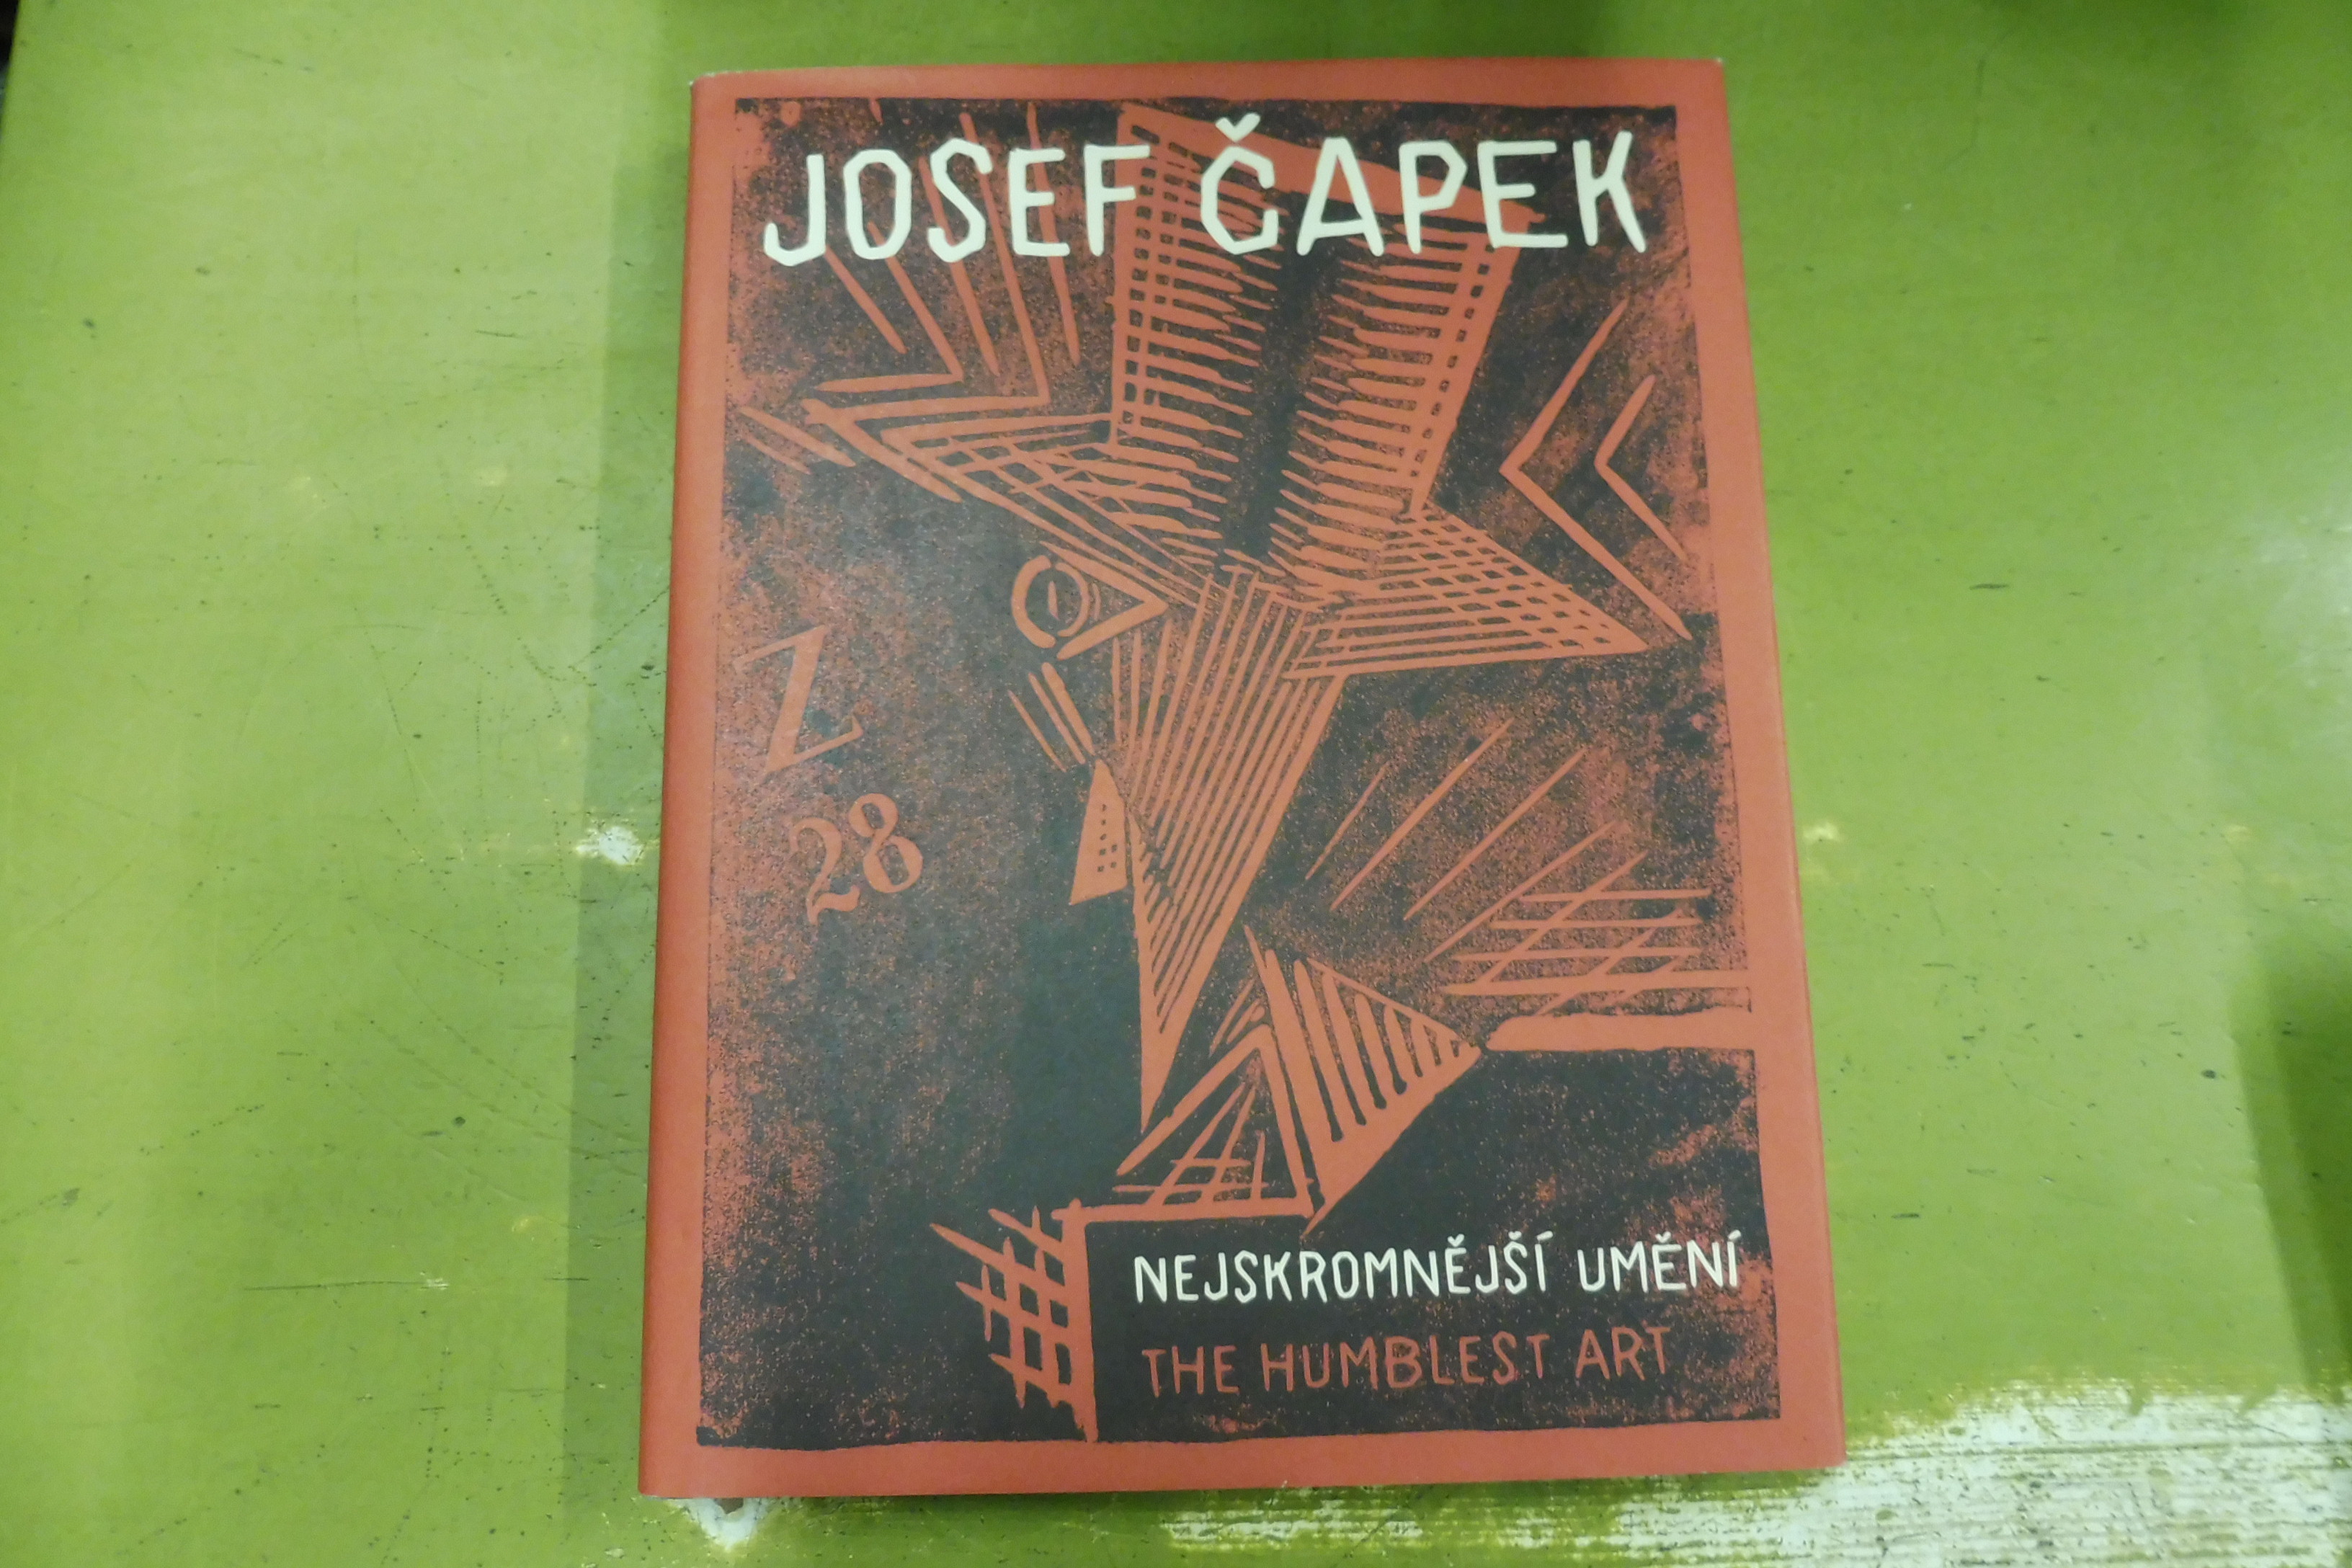 JOSEF ČAPEK
Z
28
NEJSKROMNĚJŠÍ UMĚNÍ
THE HUMBLEST ART